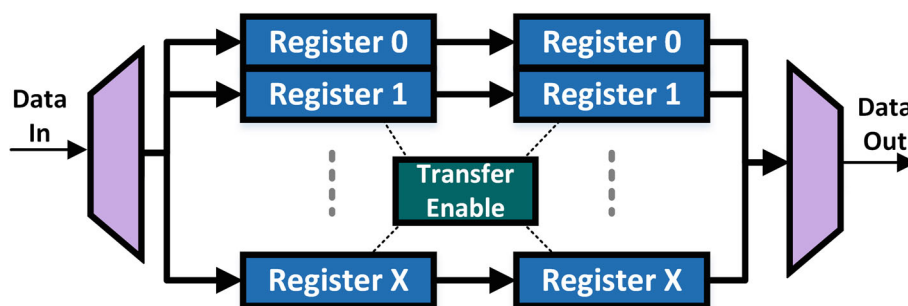 Register 0
Register 0
Register 1
Register 1
Data
In
Data
Out
Transfer
Enable
Register X
Register X